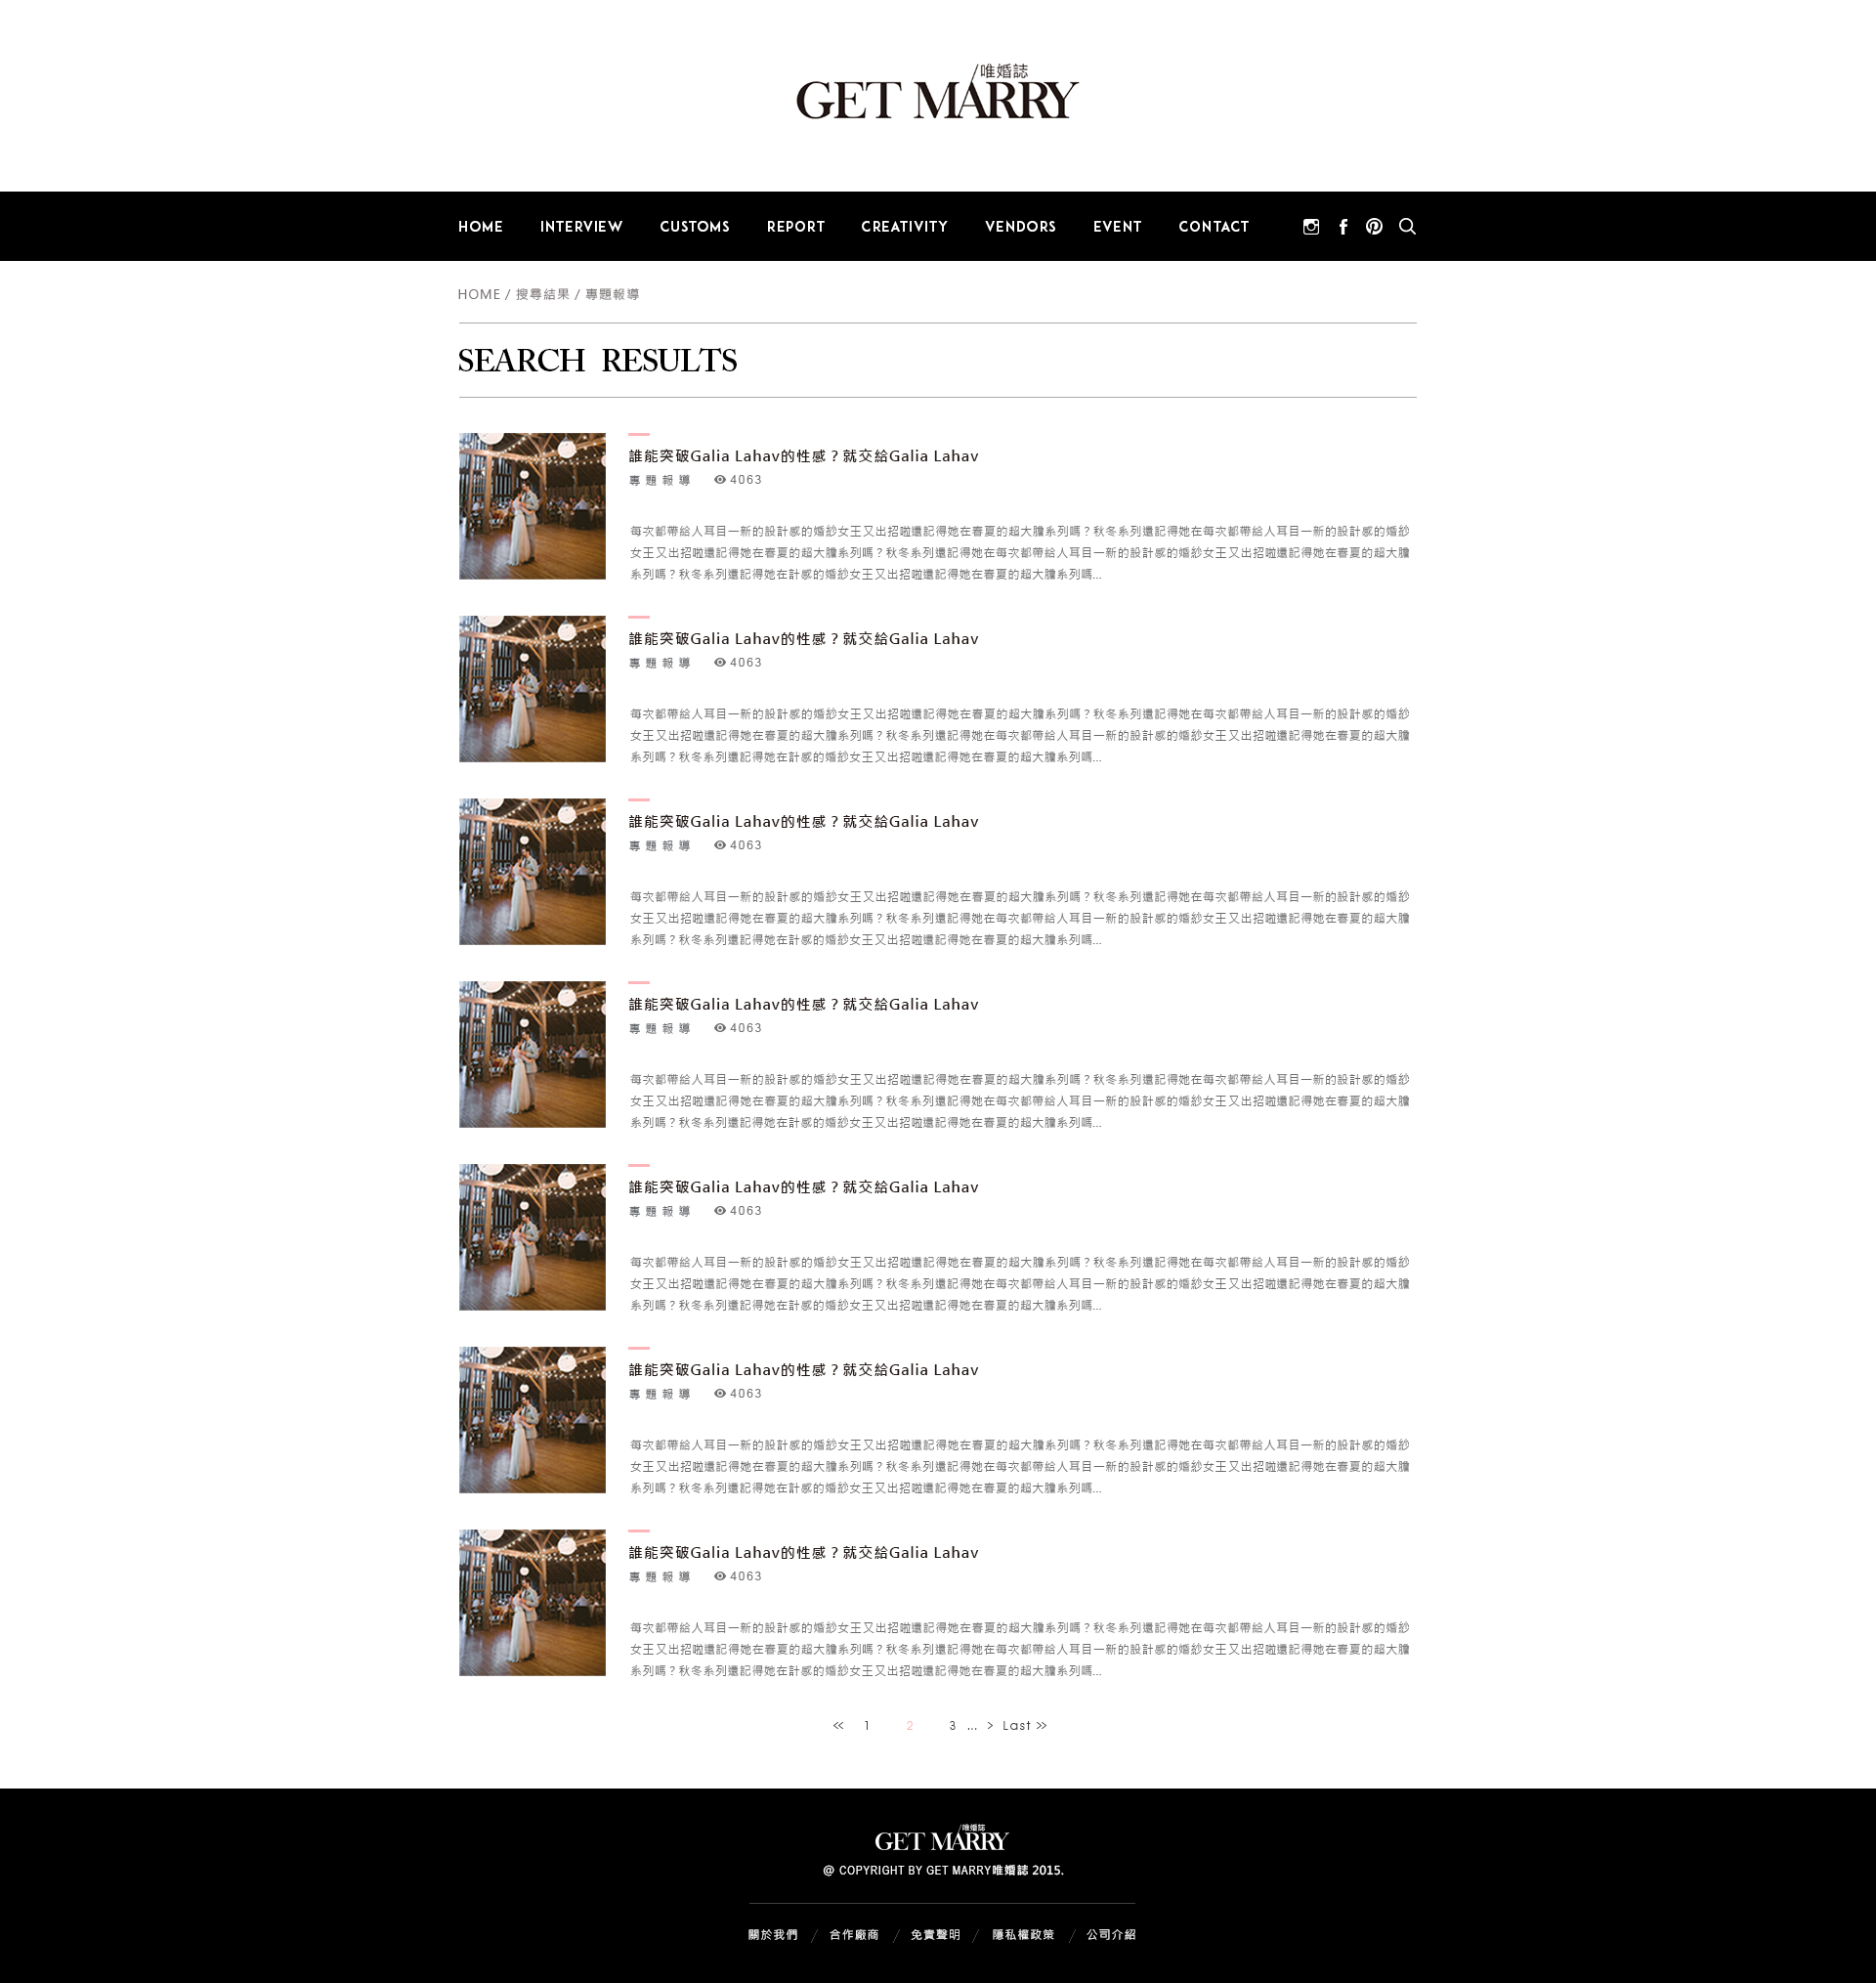 唯婚誌
GET MARRY
HOME INTERVIEW CUSTOMS REPORT CREATIVITY VENDORS EVENT CONTACT
HOME / 搜尋結果 / 專題報導
SEARCH RESULTS
誰能突破Galia Lahav的性感？就交給Galia Lahav
專題報導 4063
每次都帶給人耳目一新的設計感的婚紗女王又出招啦還記得她在春夏的超大膽系列嗎？秋冬系列還記得她在每次都帶給人耳目一新的設計感的婚紗
女王又出招啦還記得她在春夏的超大膽系列嗎？秋冬系列還記得她在每次都帶給人耳目一新的設計感的婚紗女王又出招啦還記得她在春夏的超大膽
系列嗎？秋冬系列還記得她在計感的婚紗女王又出招啦還記得她在春夏的超大膽系列嗎...
誰能突破Galia Lahav的性感？就交給Galia Lahav
專題報導 4063
每次都帶給人耳目一新的設計感的婚紗女王又出招啦還記得她在春夏的超大膽系列嗎？秋冬系列還記得她在每次都帶給人耳目一新的設計感的婚紗
女王又出招啦還記得她在春夏的超大膽系列嗎？秋冬系列還記得她在每次都帶給人耳目一新的設計感的婚紗女王又出招啦還記得她在春夏的超大膽
系列嗎？秋冬系列還記得她在計感的婚紗女王又出招啦還記得她在春夏的超大膽系列嗎...
誰能突破Galia Lahav的性感？就交給Galia Lahav
專題報導 4063
每次都帶給人耳目一新的設計感的婚紗女王又出招啦還記得她在春夏的超大膽系列嗎？秋冬系列還記得她在每次都帶給人耳目一新的設計感的婚紗
女王又出招啦還記得她在春夏的超大膽系列嗎？秋冬系列還記得她在每次都帶給人耳目一新的設計感的婚紗女王又出招啦還記得她在春夏的超大膽
系列嗎？秋冬系列還記得她在計感的婚紗女王又出招啦還記得她在春夏的超大膽系列嗎...
誰能突破Galia Lahav的性感？就交給Galia Lahav
專題報導 4063
每次都帶給人耳目一新的設計感的婚紗女王又出招啦還記得她在春夏的超大膽系列嗎？秋冬系列還記得她在每次都帶給人耳目一新的設計感的婚紗
女王又出招啦還記得她在春夏的超大膽系列嗎？秋冬系列還記得她在每次都帶給人耳目一新的設計感的婚紗女王又出招啦還記得她在春夏的超大膽
系列嗎？秋冬系列還記得她在計感的婚紗女王又出招啦還記得她在春夏的超大膽系列嗎...
誰能突破Galia Lahav的性感？就交給Galia Lahav
專題報導 4063
每次都帶給人耳目一新的設計感的婚紗女王又出招啦還記得她在春夏的超大膽系列嗎？秋冬系列還記得她在每次都帶給人耳目一新的設計感的婚紗
女王又出招啦還記得她在春夏的超大膽系列嗎？秋冬系列還記得她在每次都帶給人耳目一新的設計感的婚紗女王又出招啦還記得她在春夏的超大膽
系列嗎？秋冬系列還記得她在計感的婚紗女王又出招啦還記得她在春夏的超大膽系列嗎...
誰能突破Galia Lahav的性感？就交給Galia Lahav
專題報導 4063
每次都帶給人耳目一新的設計感的婚紗女王又出招啦還記得她在春夏的超大膽系列嗎？秋冬系列還記得她在每次都帶給人耳目一新的設計感的婚紗
女王又出招啦還記得她在春夏的超大膽系列嗎？秋冬系列還記得她在每次都帶給人耳目一新的設計感的婚紗女王又出招啦還記得她在春夏的超大膽
系列嗎？秋冬系列還記得她在計感的婚紗女王又出招啦還記得她在春夏的超大膽系列嗎...
誰能突破Galia Lahav的性感？就交給Galia Lahav
專題報導 4063
每次都帶給人耳目一新的設計感的婚紗女王又出招啦還記得她在春夏的超大膽系列嗎？秋冬系列還記得她在每次都帶給人耳目一新的設計感的婚紗
女王又出招啦還記得她在春夏的超大膽系列嗎？秋冬系列還記得她在每次都帶給人耳目一新的設計感的婚紗女王又出招啦還記得她在春夏的超大膽
系列嗎？秋冬系列還記得她在計感的婚紗女王又出招啦還記得她在春夏的超大膽系列嗎...
<< 1 2 3 ... > Last >>
唯婚誌
GET MARRY
@ COPYRIGHT BY GET MARRY唯婚誌 2015.
關於我們 / 合作廠商 / 免責聲明 / 隱私權政策 / 公司介紹